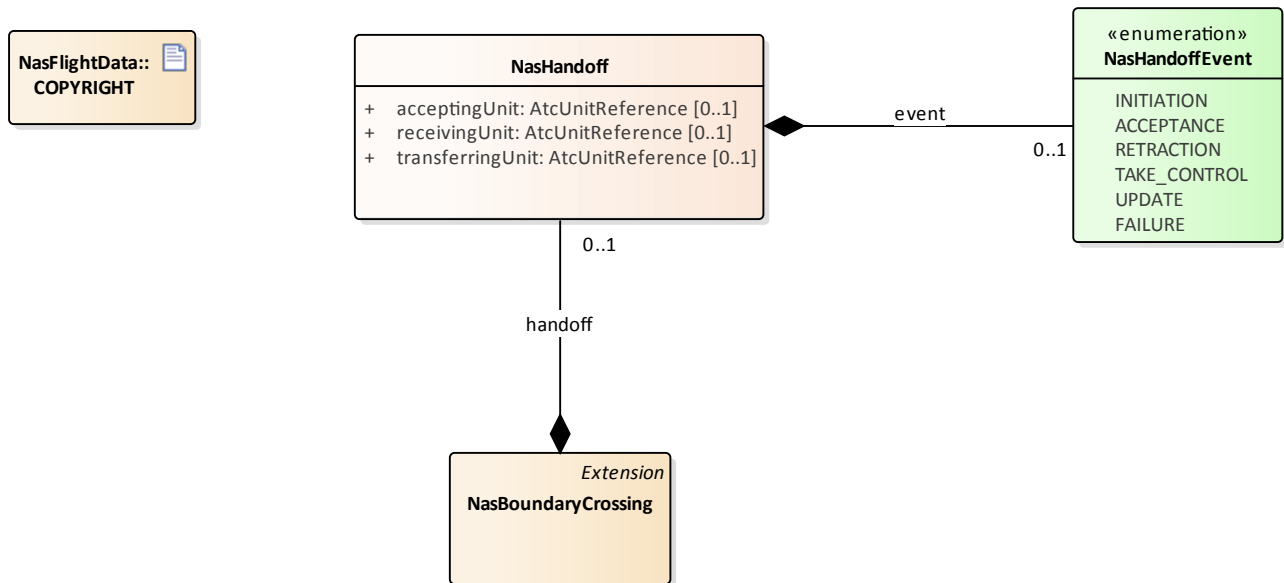 NasFlightData::
COPYRIGHT
NasHandoff
+ acceptingUnit: AtcUnitReference [0..1]
+ receivingUnit: AtcUnitReference [0..1]
+ transferringUnit: AtcUnitReference [0..1]
event
0..1
«enumeration»
NasHandoffEvent
INITIATION
ACCEPTANCE
RETRACTION
TAKE_CONTROL
UPDATE
FAILURE
0..1
handoff
Extension
NasBoundaryCrossing